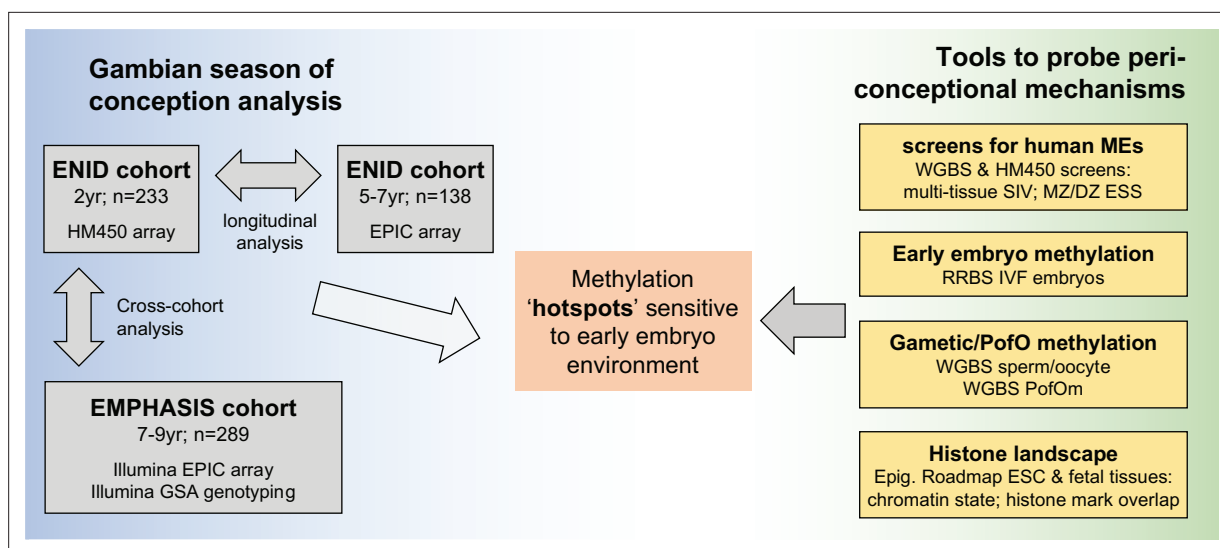 Gambian season of
conception analysis
ENID cohort
2yr; n=233
HM450 array
longitudinal
analysis
ENID cohort
5-7yr; n=138
EPIC array
Cross-cohort
analysis
EMPHASIS cohort
7-9yr; n=289
Illumina EPIC array
Illumina GSA genotyping
Methylation
‘hotspots’ sensitive
to early embryo
environment
Tools to probe peri-
conceptional mechanisms
screens for human MEs
WGBS & HM450 screens:
multi-tissue SIV; MZ/DZ ESS
Early embryo methylation
RRBS IVF embryos
Gametic/PofO methylation
WGBS sperm/oocyte
WGBS PofOm
Histone landscape
Epig. Roadmap ESC & fetal tissues:
chromatin state; histone mark overlap